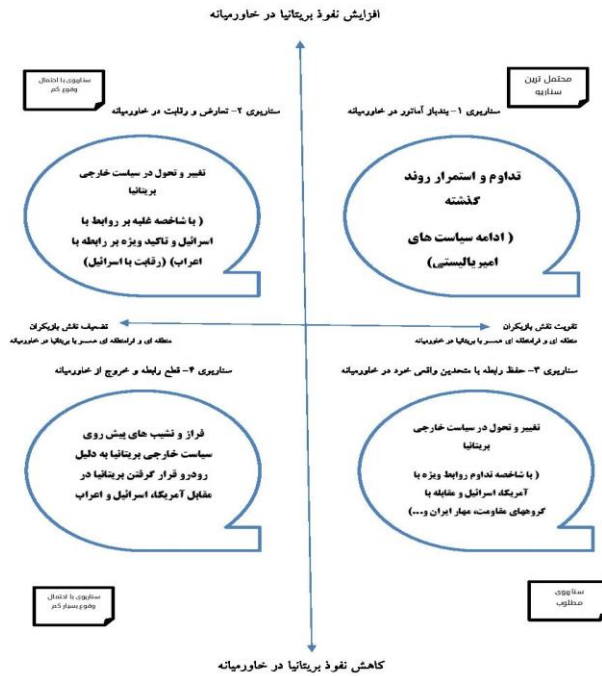 افزایش نفوذ بریتانیا در خاورمیانه
محتمل ترین
سناریو
سناریوی با احتمال
وقوع کم
سناریوی ۱- بندباز آماتور در خاورمیانه
سناریوی ۲- تعارض و رقابت در خاورمیانه
تداوم و استمرار روند
گذشته
( ادامه سیاست های
امپریالیستی)
تغییر و تحول در سیاست خارجی
بریتانیا
( با شاخصه غلبه بر روابط با
اسرائیل و تاکید ویژه بر رابطه با
اعراب) (رقابت با اسرائیل)
تقویت نقش بازیگران
منطقه ای و فرامنطقه ای همسر با بریتانیا در خاورمیانه
تضعیف نقش بازیگران
منطقه ای و فرامنطقه ای همسر با بریتانیا در خاورمیانه
سناریوی ۳- حفظ رابطه با متحدین واقعی خود در خاورمیانه
سناریوی ۴- قطع رابطه و خروج از خاورمیانه
تغییر و تحول در سیاست خارجی
بریتانیا
( با شاخصه تداوم روابط ویژه با
آمریکا، اسرائیل و مقابله با
گروههای مقاومت، مهار ایران و...)
فراز و نشیب های پیش روی
سیاست خارجی بریتانیا به دلیل
رودررو قرار گرفتن بریتانیا در
مقابل آمریکا، اسرائیل و اعراب
سناریوی
مطلوب
سناریوی با احتمال
وقوع بسیار کم
کاهش نفوذ بریتانیا در خاورمیانه